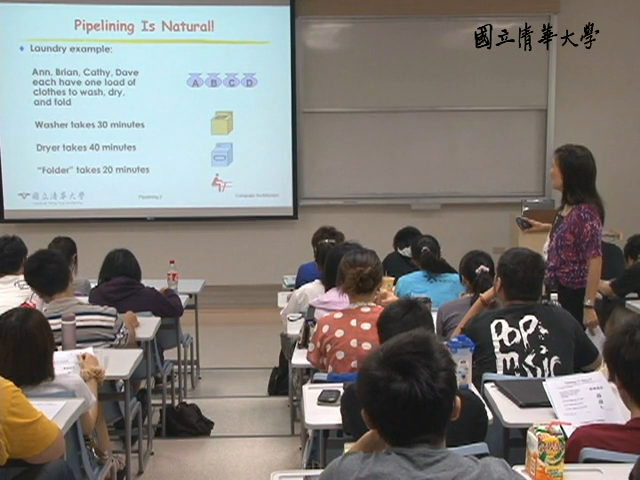 國立清華大學
Pipelining Is Natural!
Laundry example:
Ann, Brian, Cathy, Dave
each have one load of
clothes to wash, dry,
and fold
A B C D
Washer takes 30 minutes
Dryer takes 40 minutes
"Folder" takes 20 minutes
國立清華大學
Pipelining-2
Computer Architecture
POP
music